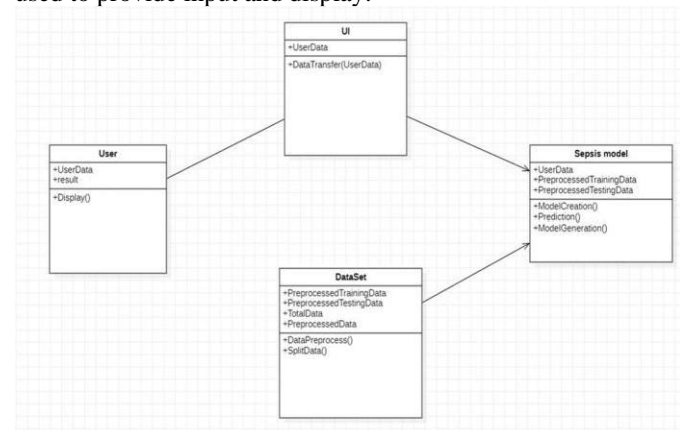 used to provide input and display.
UI
+UserData
+DataTransfer(UserData)
User
+UserData
+result
+Display()
Sepsis model
+UserData
+PreprocessedTrainingData
+PreprocessedTestingData
+ModelCreation()
+Prediction()
+ModelGeneration()
DataSet
+PreprocessedTrainingData
+PreprocessedTestingData
+TotalData
+PreprocessedData
+DataPreprocess()
+SplitData()